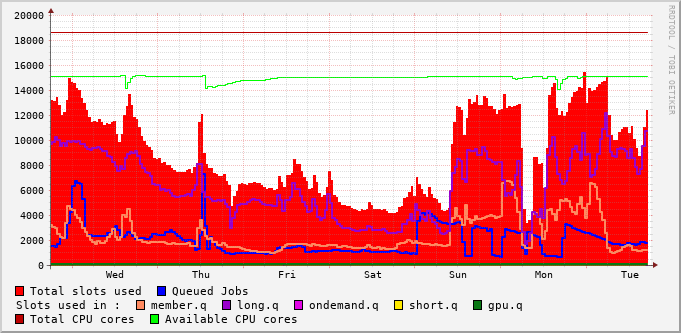 20000
18000
16000
14000
12000
10000
8000
6000
4000
2000
0
Wed Thu Fri Sat Sun Mon Tue
Total slots used Queued Jobs
Slots used in : member.q long.q ondemand.q short.q gpu.q
Total CPU cores Available CPU cores
RRDTOOL / TOBI OETIKER